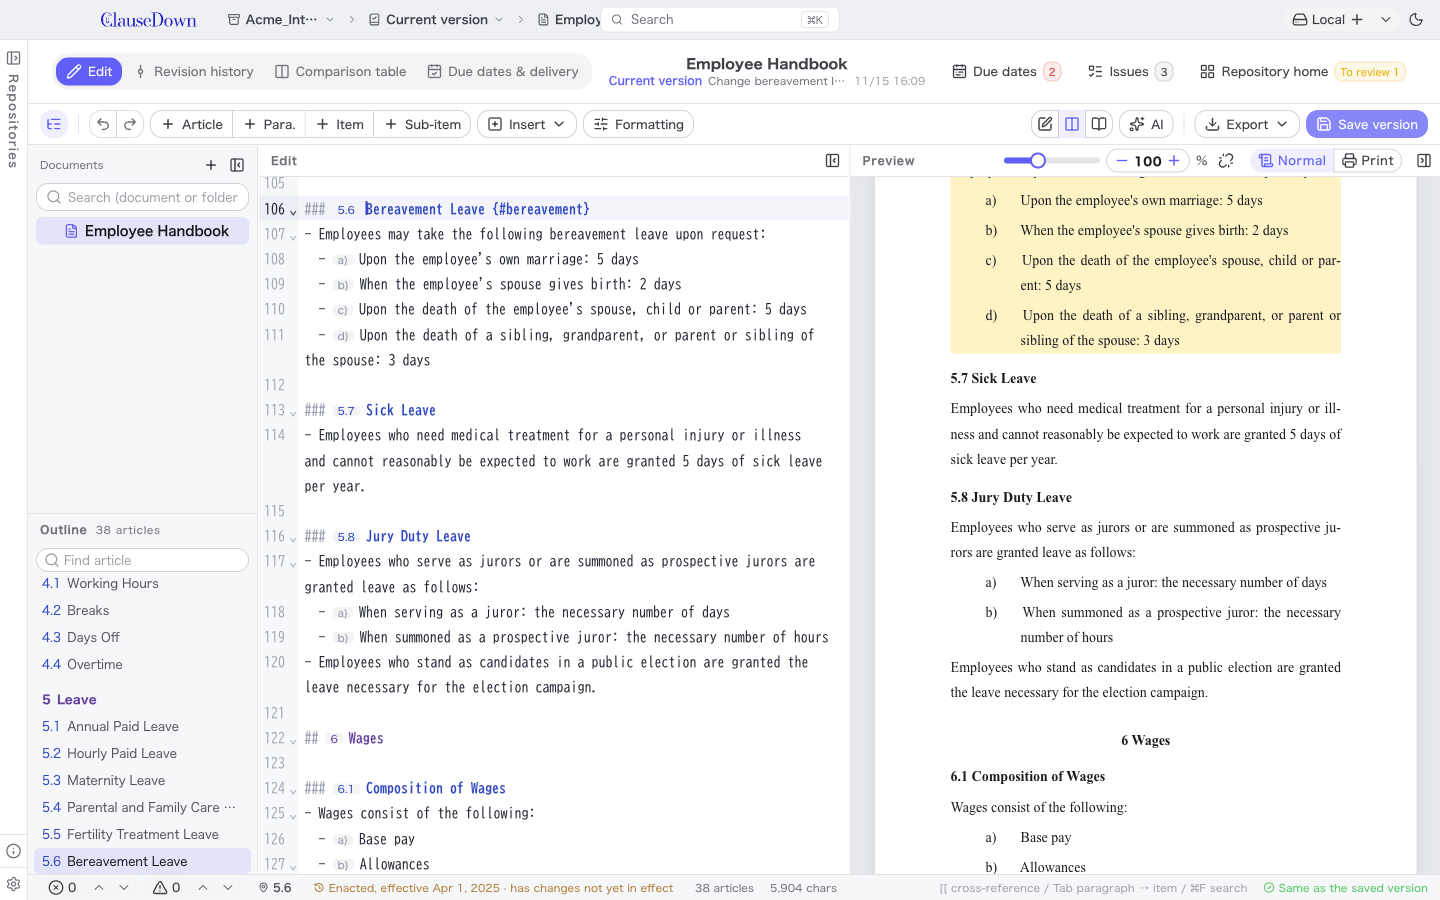 ClauseDown
Acme_Int··· > Current version > Employ
Search ⌘K
Local
Repositories
Edit
Revision history
Comparison table
Due dates & delivery
Employee Handbook
Current version Change bereavement l··· 11/15 16:09
Due dates 2
Issues 3
Repository home To review 1
+ Article
+ Para.
+ Item
+ Sub-item
Insert
Formatting
AI
Export
Save version
Documents
Search (document or folder
Employee Handbook
Outline 38 articles
Find article
4.1 Working Hours
4.2 Breaks
4.3 Days Off
4.4 Overtime
5 Leave
5.1 Annual Paid Leave
5.2 Hourly Paid Leave
5.3 Maternity Leave
5.4 Parental and Family Care ···
5.5 Fertility Treatment Leave
5.6 Bereavement Leave
Edit
105
106 ### 5.6 Bereavement Leave {#bereavement}
107 - Employees may take the following bereavement leave upon request:
108 - a) Upon the employee's own marriage: 5 days
109 - b) When the employee's spouse gives birth: 2 days
110 - c) Upon the death of the employee's spouse, child or parent: 5 days
111 - d) Upon the death of a sibling, grandparent, or parent or sibling of
the spouse: 3 days
112
113 ### 5.7 Sick Leave
114 - Employees who need medical treatment for a personal injury or illness
and cannot reasonably be expected to work are granted 5 days of sick leave
per year.
115
116 ### 5.8 Jury Duty Leave
117 - Employees who serve as jurors or are summoned as prospective jurors are
granted leave as follows:
118 - a) When serving as a juror: the necessary number of days
119 - b) When summoned as a prospective juror: the necessary number of hours
120 - Employees who stand as candidates in a public election are granted the
leave necessary for the election campaign.
121
122 ## 6 Wages
123
124 ### 6.1 Composition of Wages
125 - Wages consist of the following:
126 - a) Base pay
127 - b) Allowances
Preview
− 100 + %
Normal
Print
a) Upon the employee's own marriage: 5 days
b) When the employee's spouse gives birth: 2 days
c) Upon the death of the employee's spouse, child or par-
ent: 5 days
d) Upon the death of a sibling, grandparent, or parent or
sibling of the spouse: 3 days
5.7 Sick Leave
Employees who need medical treatment for a personal injury or ill-
ness and cannot reasonably be expected to work are granted 5 days of
sick leave per year.
5.8 Jury Duty Leave
Employees who serve as jurors or are summoned as prospective ju-
rors are granted leave as follows:
a) When serving as a juror: the necessary number of days
b) When summoned as a prospective juror: the necessary
number of hours
Employees who stand as candidates in a public election are granted
the leave necessary for the election campaign.
6 Wages
6.1 Composition of Wages
Wages consist of the following:
a) Base pay
b) Allowances
0
0
5.6
Enacted, effective Apr 1, 2025 · has changes not yet in effect
38 articles
5,904 chars
[[ cross-reference / Tab paragraph → item / ⌘F search
Same as the saved version